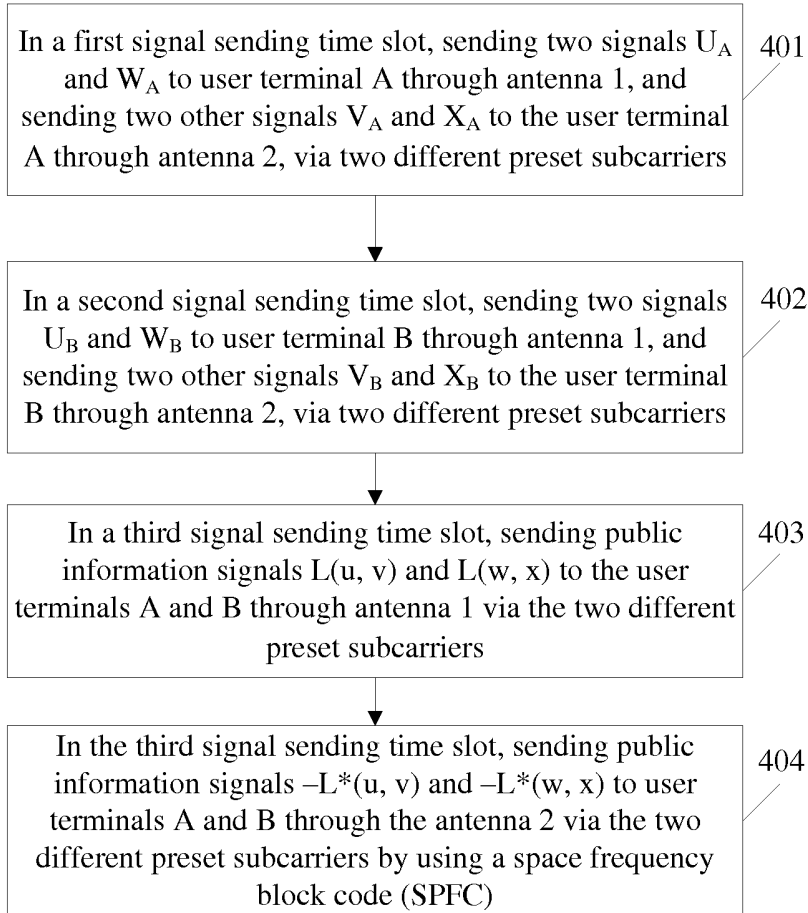 In a first signal sending time slot, sending two signals U_A
and W_A to user terminal A through antenna 1, and
sending two other signals V_A and X_A to the user terminal
A through antenna 2, via two different preset subcarriers
401
In a second signal sending time slot, sending two signals
U_B and W_B to user terminal B through antenna 1, and
sending two other signals V_B and X_B to the user terminal
B through antenna 2, via two different preset subcarriers
402
In a third signal sending time slot, sending public
information signals L(u, v) and L(w, x) to the user
terminals A and B through antenna 1 via the two different
preset subcarriers
403
In the third signal sending time slot, sending public
information signals –L*(u, v) and –L*(w, x) to user
terminals A and B through the antenna 2 via the two
different preset subcarriers by using a space frequency
block code (SPFC)
404